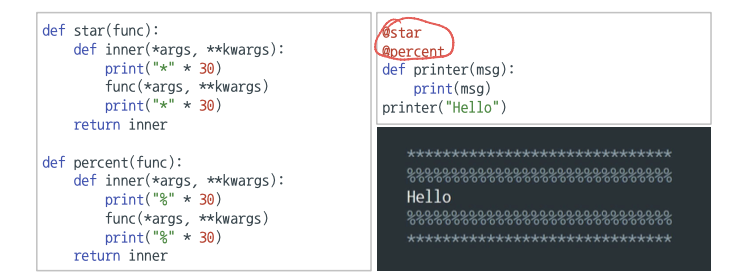 def star(func):
    def inner(*args, **kwargs):
        print("*" * 30)
        func(*args, **kwargs)
        print("*" * 30)
    return inner

def percent(func):
    def inner(*args, **kwargs):
        print("%" * 30)
        func(*args, **kwargs)
        print("%" * 30)
    return inner

@star
@percent
def printer(msg):
    print(msg)
printer("Hello")

******************************
%%%%%%%%%%%%%%%%%%%%%%%%%%%%%%
Hello
%%%%%%%%%%%%%%%%%%%%%%%%%%%%%%
******************************